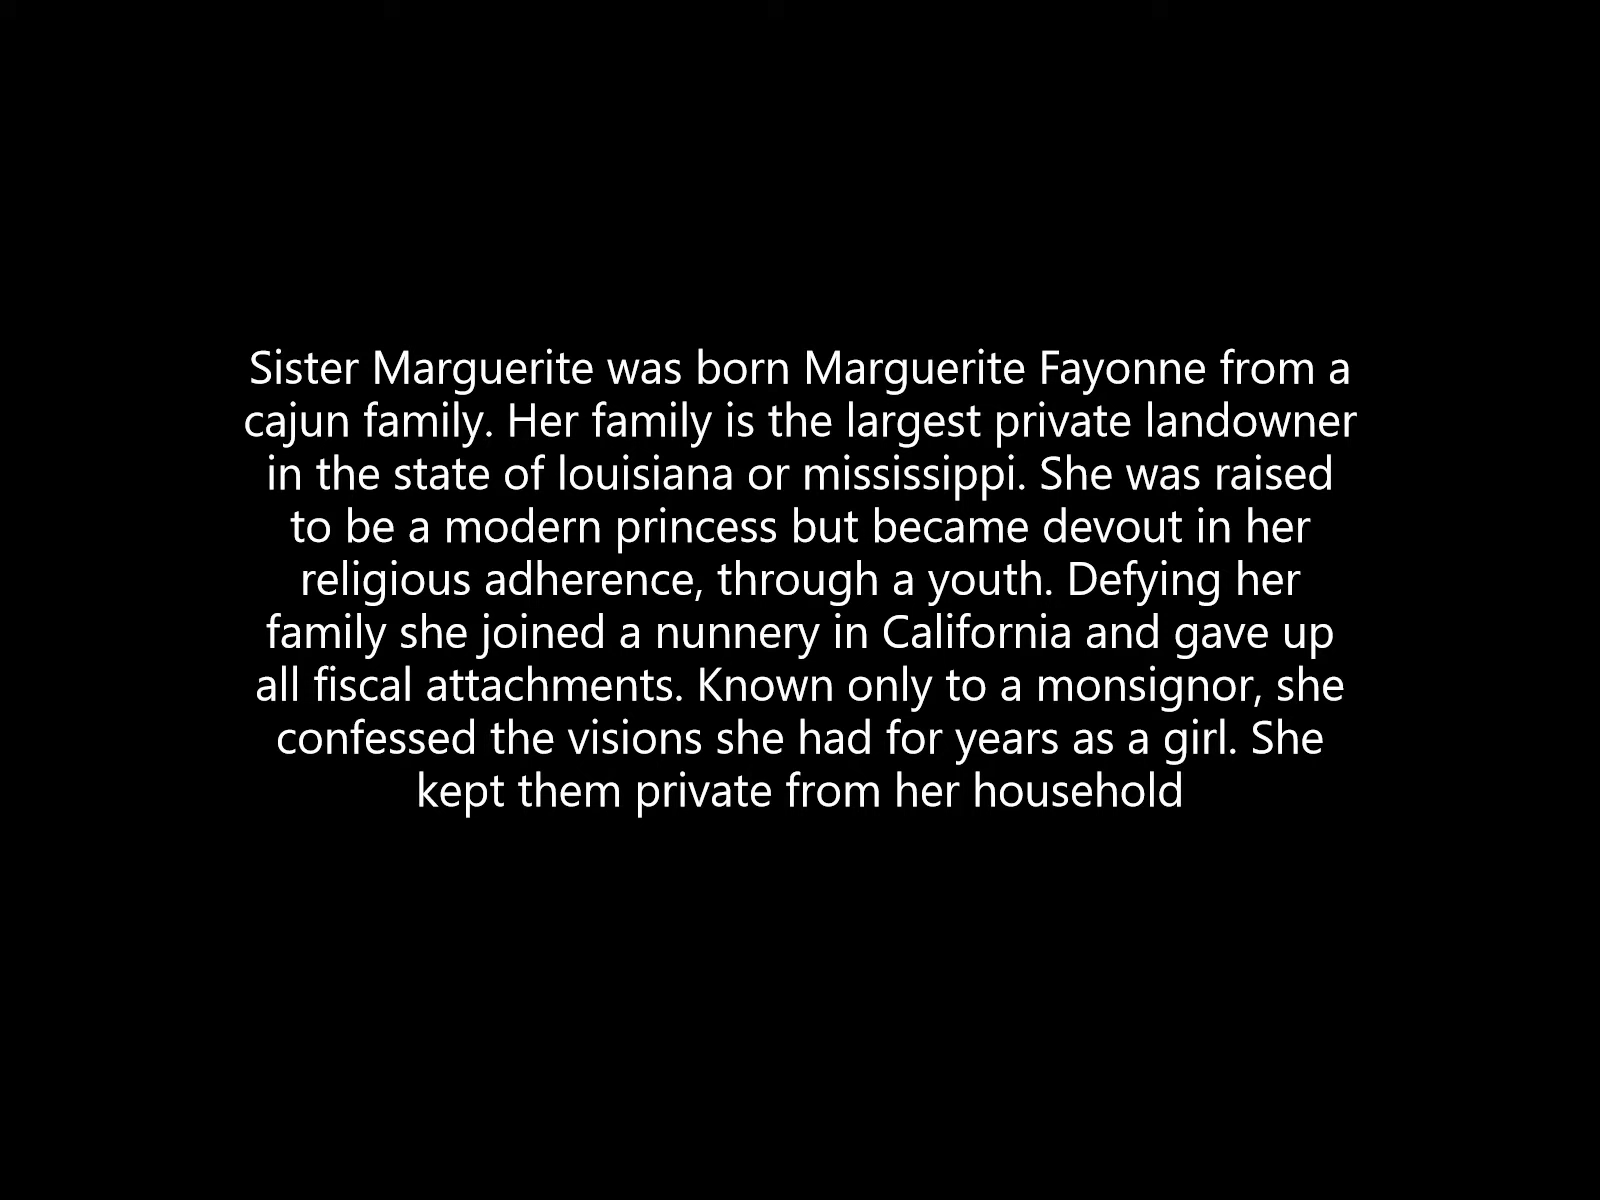 Sister Marguerite was born Marguerite Fayonne from a
cajun family. Her family is the largest private landowner
in the state of louisiana or mississippi. She was raised
to be a modern princess but became devout in her
religious adherence, through a youth. Defying her
family she joined a nunnery in California and gave up
all fiscal attachments. Known only to a monsignor, she
confessed the visions she had for years as a girl. She
kept them private from her household